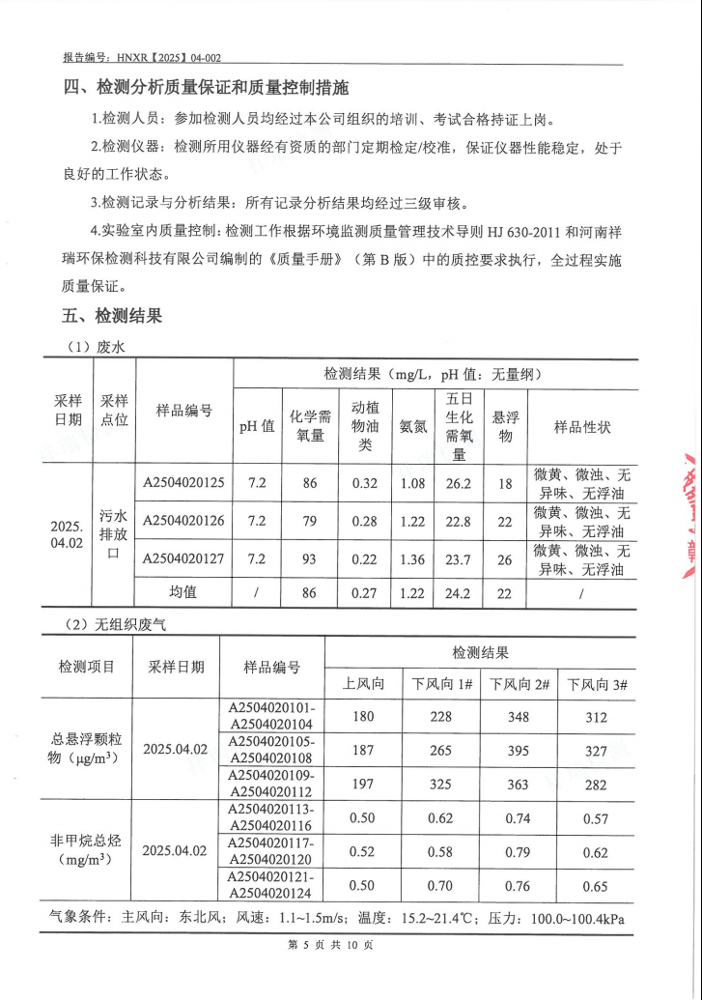 报告编号：HNXR【2025】04-002
四、检测分析质量保证和质量控制措施
1.检测人员：参加检测人员均经过本公司组织的培训、考试合格持证上岗。
2.检测仪器：检测所用仪器经有资质的部门定期检定/校准，保证仪器性能稳定，处于
良好的工作状态。
3.检测记录与分析结果：所有记录分析结果均经过三级审核。
4.实验室内质量控制：检测工作根据环境监测质量管理技术导则 HJ 630-2011 和河南祥
瑞环保检测科技有限公司编制的《质量手册》（第 B 版）中的质控要求执行，全过程实施
质量保证。
五、检测结果
（1）废水
采样日期 采样点位 样品编号 检测结果（mg/L，pH 值：无量纲）
pH 值 化学需氧量 动植物油类 氨氮 五日生化需氧量 悬浮物 样品性状
2025.04.02 污水排放口 A2504020125 7.2 86 0.32 1.08 26.2 18 微黄、微浊、无异味、无浮油
A2504020126 7.2 79 0.28 1.22 22.8 22 微黄、微浊、无异味、无浮油
A2504020127 7.2 93 0.22 1.36 23.7 26 微黄、微浊、无异味、无浮油
均值 / 86 0.27 1.22 24.2 22 /
（2）无组织废气
检测项目 采样日期 样品编号 检测结果
上风向 下风向 1# 下风向 2# 下风向 3#
总悬浮颗粒物（μg/m³） 2025.04.02 A2504020101-A2504020104 180 228 348 312
A2504020105-A2504020108 187 265 395 327
A2504020109-A2504020112 197 325 363 282
非甲烷总烃（mg/m³） 2025.04.02 A2504020113-A2504020116 0.50 0.62 0.74 0.57
A2504020117-A2504020120 0.52 0.58 0.79 0.62
A2504020121-A2504020124 0.50 0.70 0.76 0.65
气象条件：主风向：东北风；风速：1.1~1.5m/s；温度：15.2~21.4℃；压力：100.0~100.4kPa
第 5 页 共 10 页